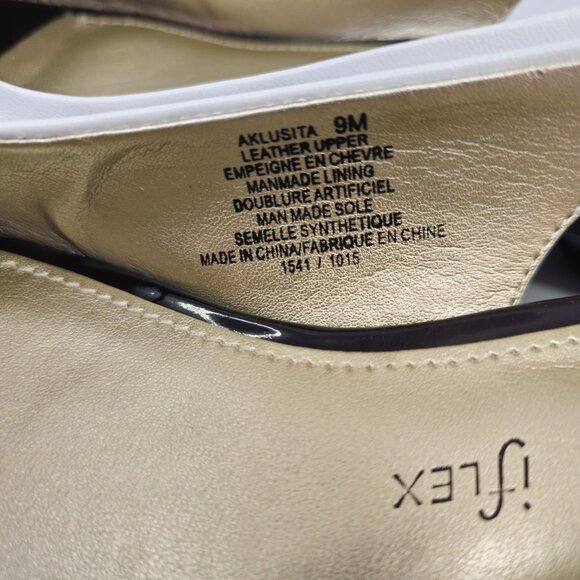 AKLUSITA 9M
LEATHER UPPER
EMPEIGNE EN CHEVRE
MANMADE LINING
DOUBLURE ARTIFICIEL
MAN MADE SOLE
SEMELLE SYNTHETIQUE
MADE IN CHINA/FABRIQUE EN CHINE
1541 / 1015
iFLEX